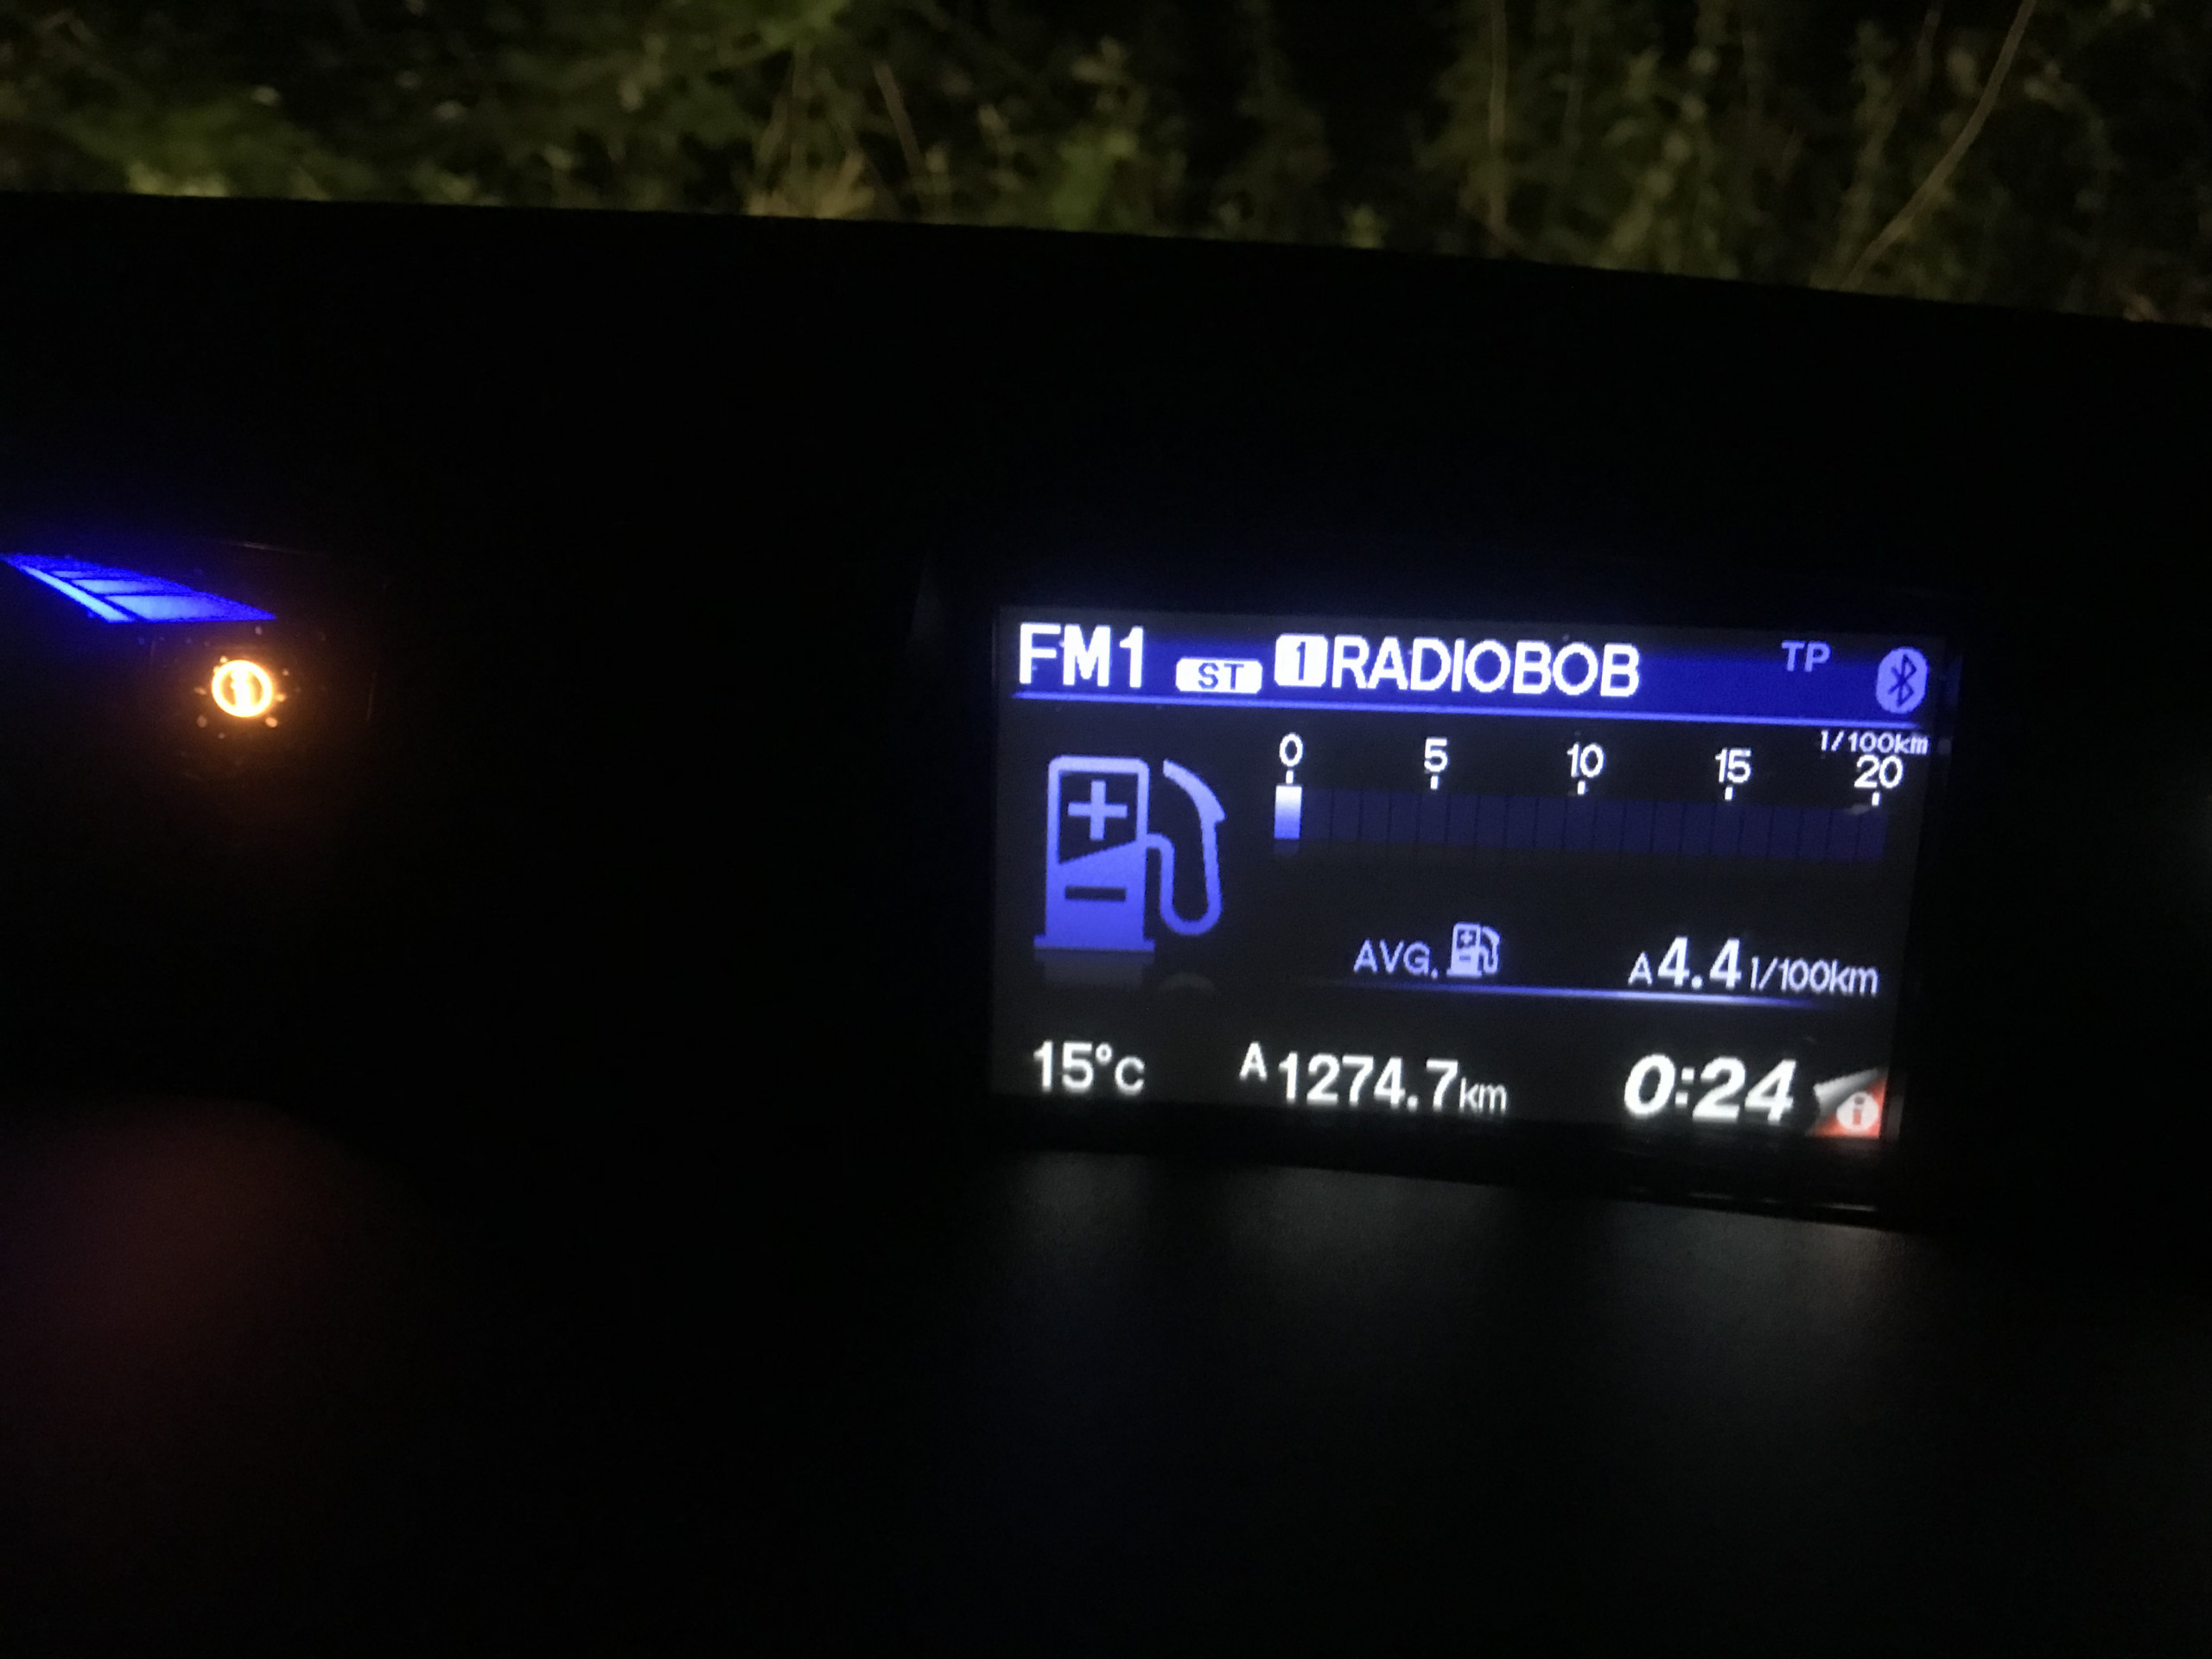 FM1 ST 1 RADIOBOB TP
l/100km
0 5 10 15 20
AVG. A 4.4 l/100km
15°C A 1274.7 km 0:24 i